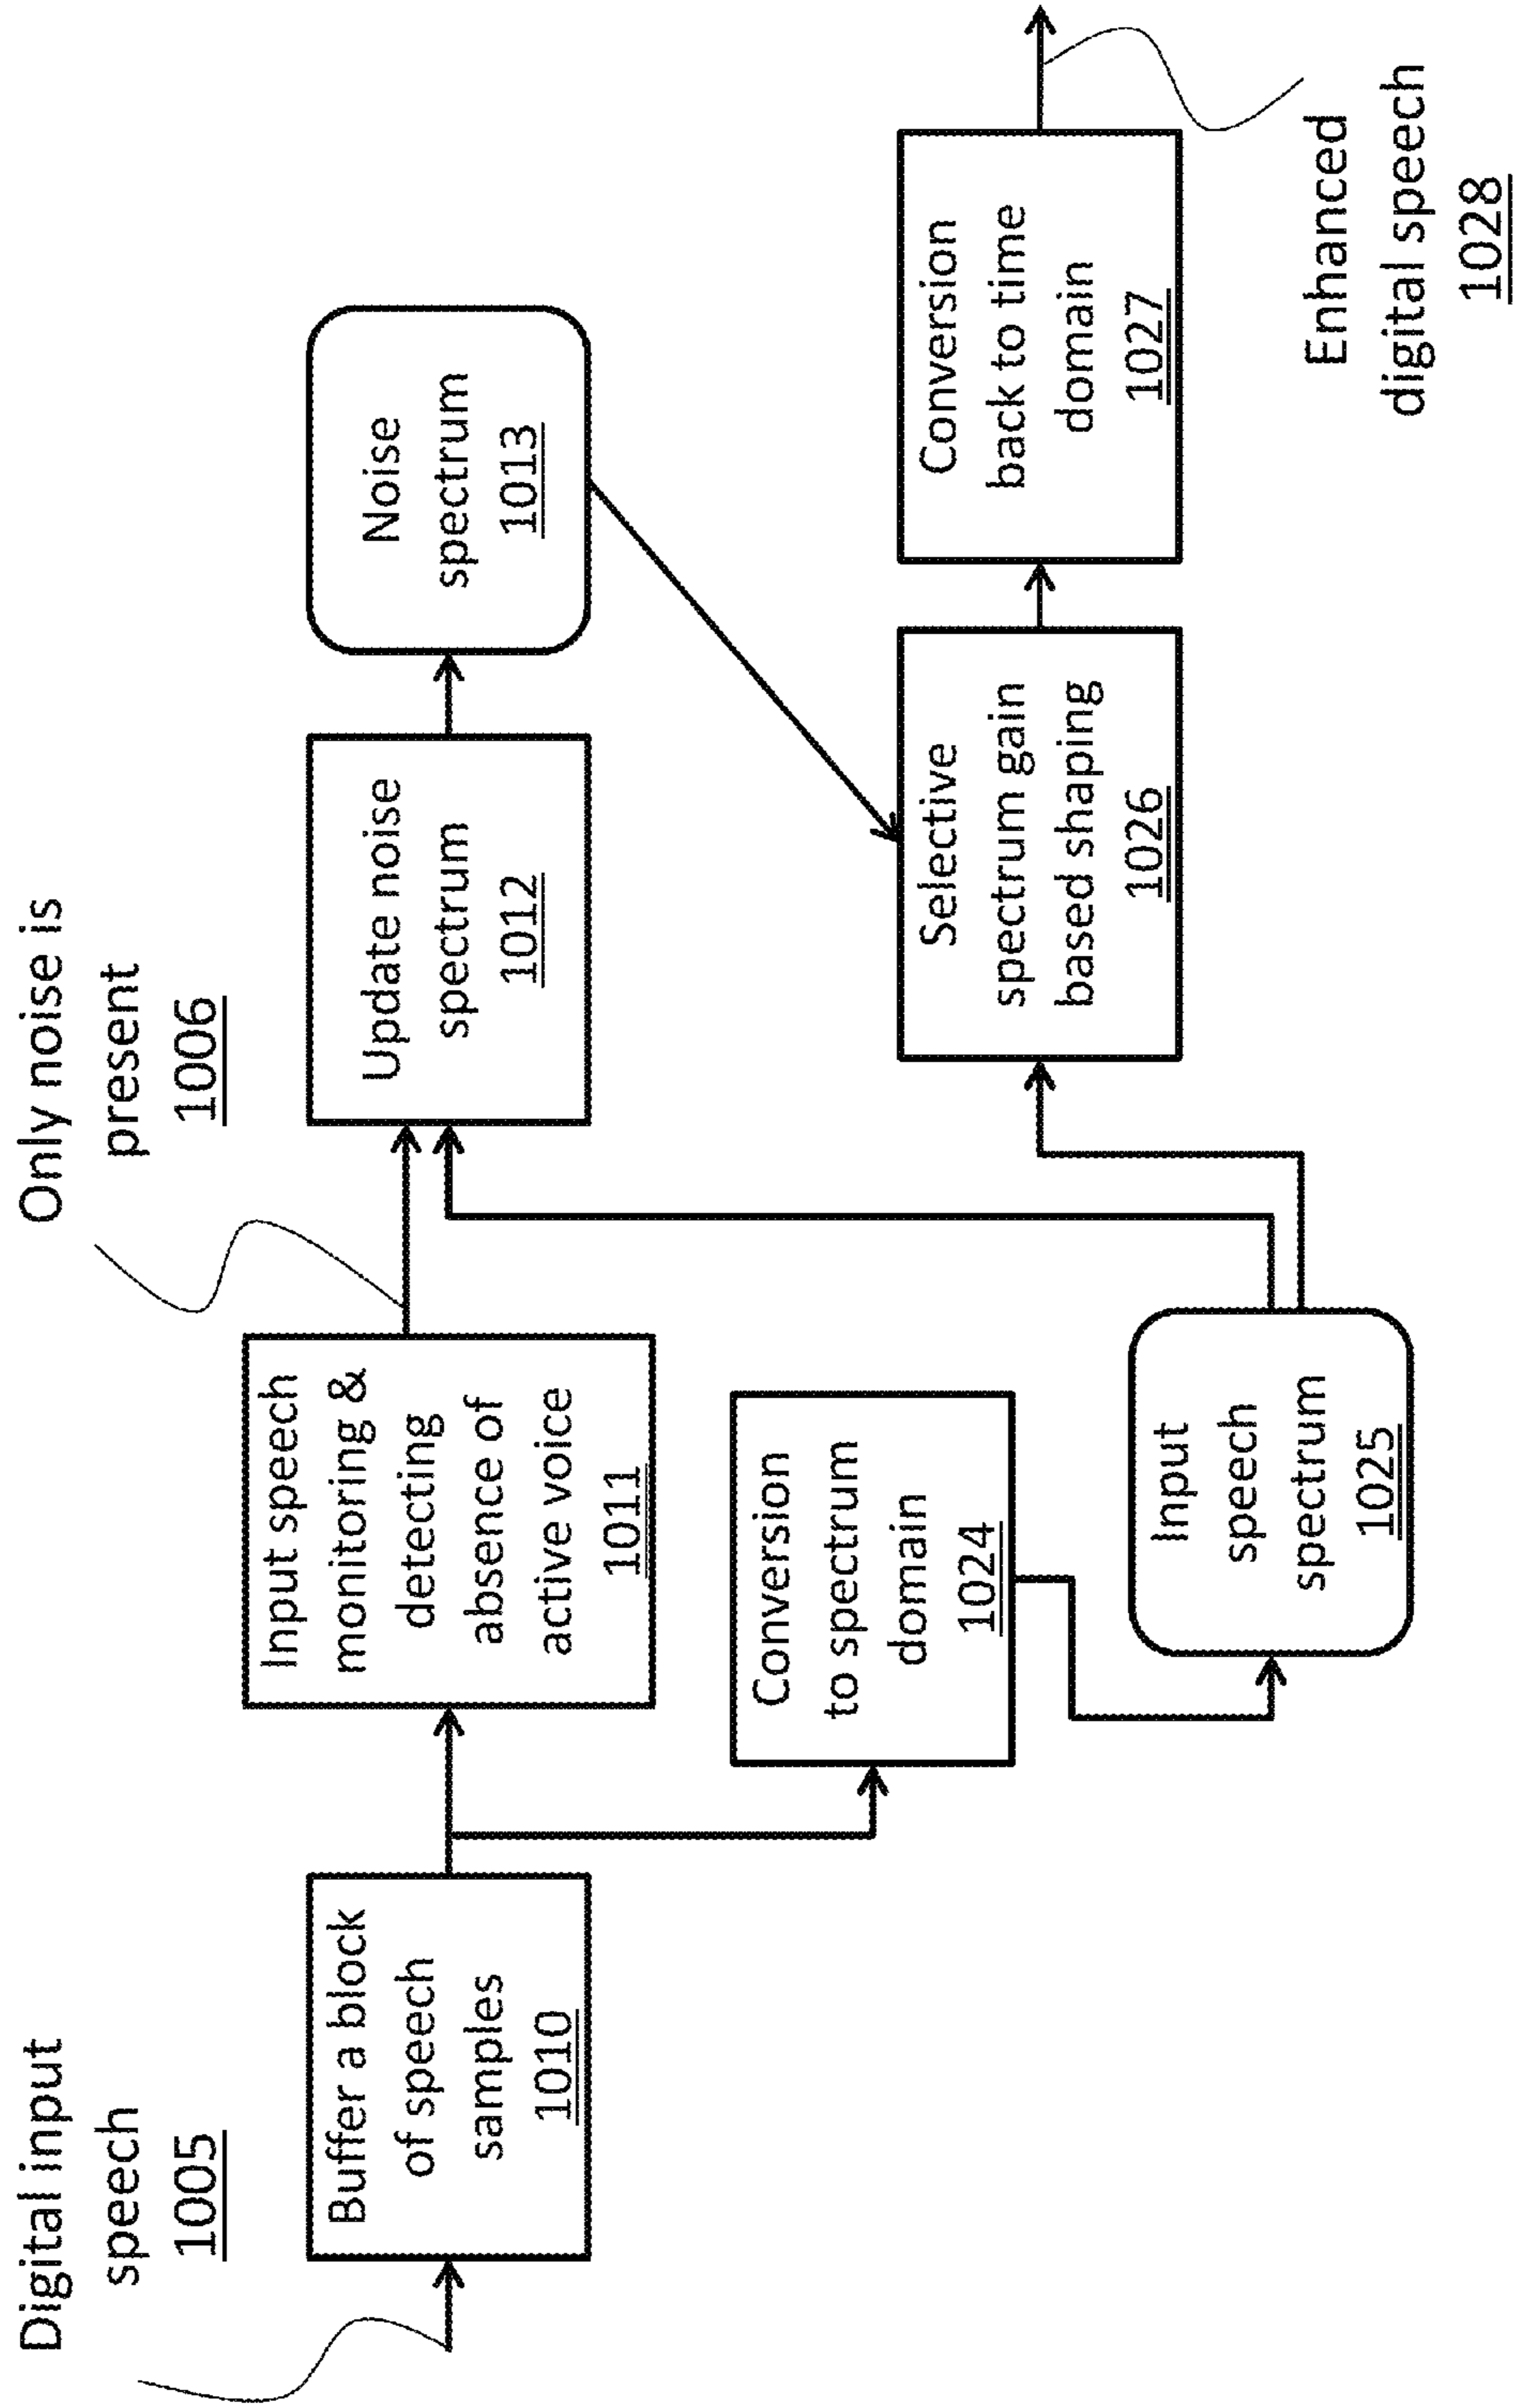 Digital input
speech
1005
Only noise is
present
1006
Buffer a block
of speech
samples
1010
Input speech
monitoring &
detecting
absence of
active voice
1011
Update noise
spectrum
1012
Noise
spectrum
1013
Conversion
to spectrum
domain
1024
Input
speech
spectrum
1025
Selective
spectrum gain
based shaping
1026
Conversion
back to time
domain
1027
Enhanced
digital speech
1028